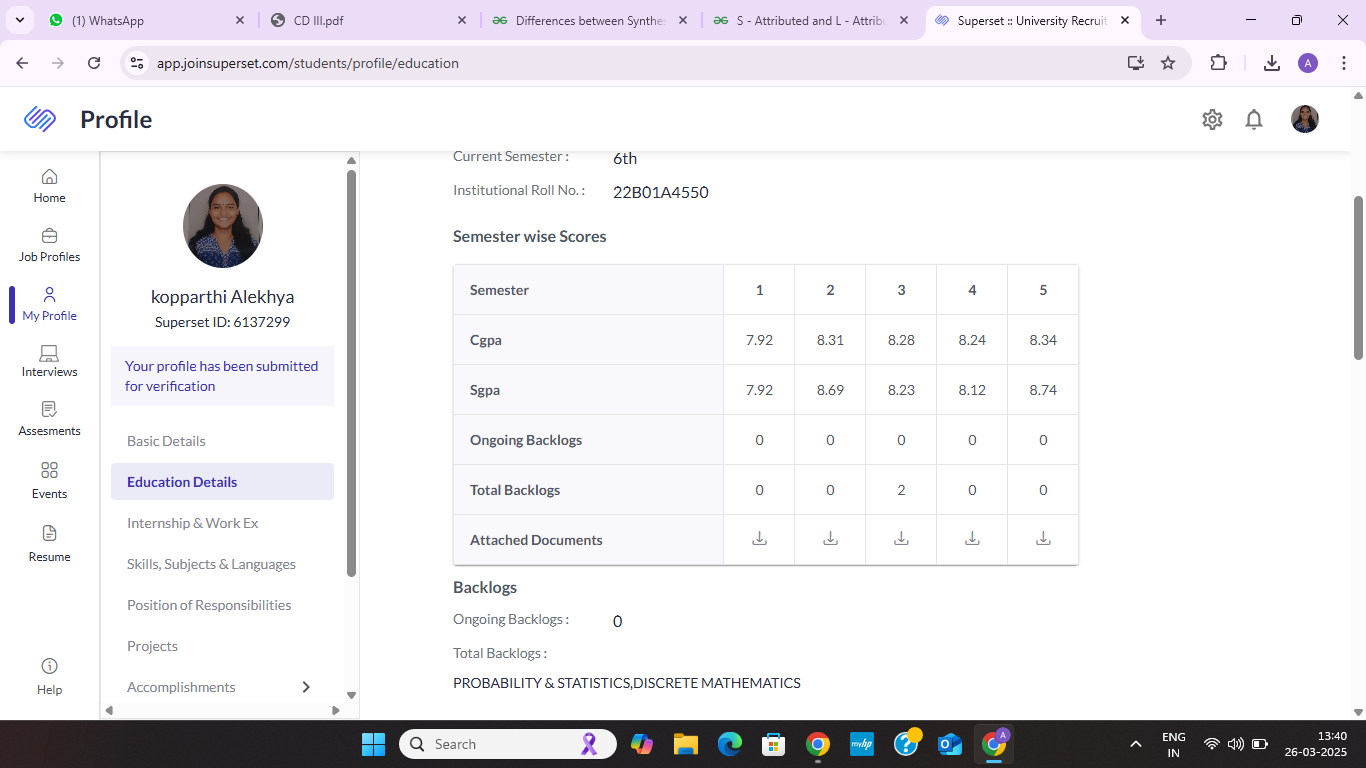 (1) WhatsApp
CD III.pdf
Differences between Synthes
S - Attributed and L - Attribu
Superset :: University Recruit
app.joinsuperset.com/students/profile/education
A
Profile
Home
Job Profiles
My Profile
Interviews
Assesments
Events
Resume
Help
kopparthi Alekhya
Superset ID: 6137299
Your profile has been submitted
for verification
Basic Details
Education Details
Internship & Work Ex
Skills, Subjects & Languages
Position of Responsibilities
Projects
Accomplishments
Current Semester : 6th
Institutional Roll No. : 22B01A4550
Semester wise Scores
Semester 1 2 3 4 5
Cgpa 7.92 8.31 8.28 8.24 8.34
Sgpa 7.92 8.69 8.23 8.12 8.74
Ongoing Backlogs 0 0 0 0 0
Total Backlogs 0 0 2 0 0
Attached Documents
Backlogs
Ongoing Backlogs : 0
Total Backlogs :
PROBABILITY & STATISTICS,DISCRETE MATHEMATICS
Search
myhp
A
ENG
IN
13:40
26-03-2025